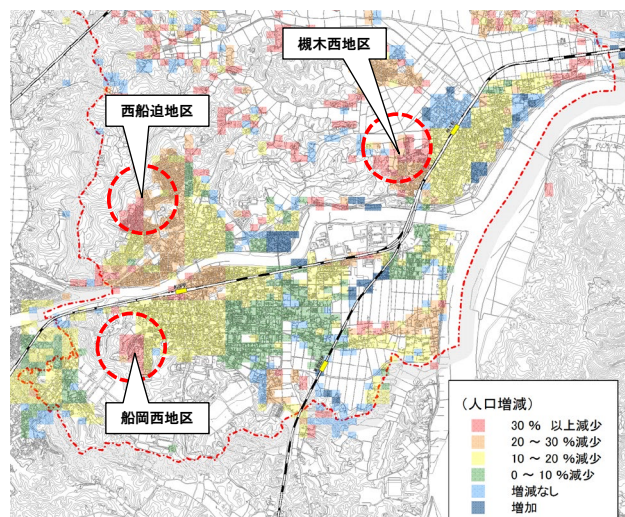 槻木西地区
西船迫地区
船岡西地区
（人口増減）
30 % 以上減少
20 ～ 30 %減少
10 ～ 20 %減少
0 ～ 10 %減少
増減なし
増加